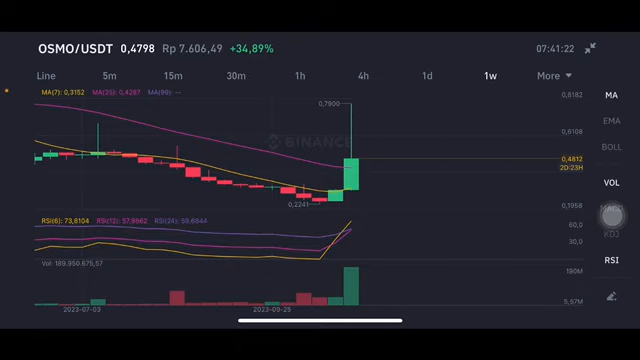 OSMO/USDT 0,4798 Rp 7.606,49 +34,89% 07:41:22
Line 5m 15m 30m 1h 4h 1d 1w More
MA(7): 0,3152 MA(25): 0,4287 MA(99): --
0,8182
0,7900
0,6108
BINANCE
0,4812
2D:23H
0,2241
0,1958
RSI(6): 73,8104 RSI(12): 57,9862 RSI(24): 59,6844
60,0
30,0
Vol: 189.950.675,57
190M
5,57M
2023-07-03 2023-09-25
MA
EMA
BOLL
VOL
MACD
KDJ
RSI